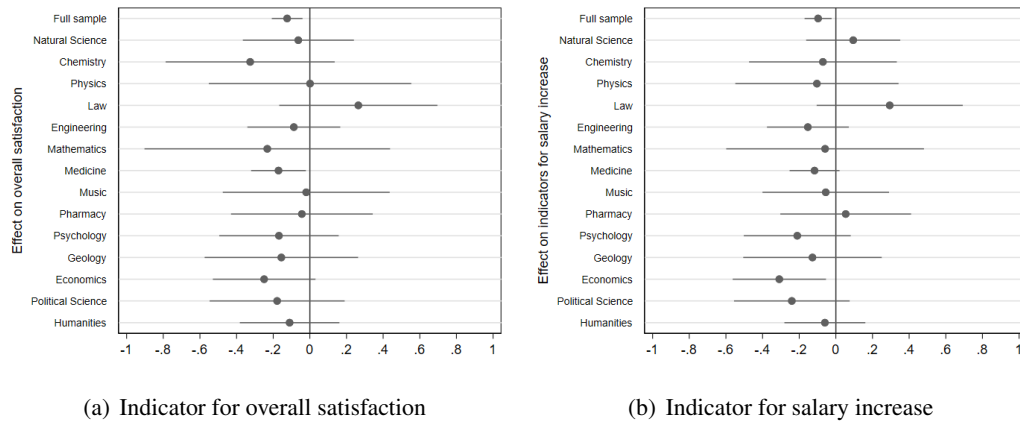 Effect on overall satisfaction
Full sample
Natural Science
Chemistry
Physics
Law
Engineering
Mathematics
Medicine
Music
Pharmacy
Psychology
Geology
Economics
Political Science
Humanities
-1 -.8 -.6 -.4 -.2 0 .2 .4 .6 .8 1
(a) Indicator for overall satisfaction
Effect on indicators for salary increase
Full sample
Natural Science
Chemistry
Physics
Law
Engineering
Mathematics
Medicine
Music
Pharmacy
Psychology
Geology
Economics
Political Science
Humanities
-1 -.8 -.6 -.4 -.2 0 .2 .4 .6 .8 1
(b) Indicator for salary increase